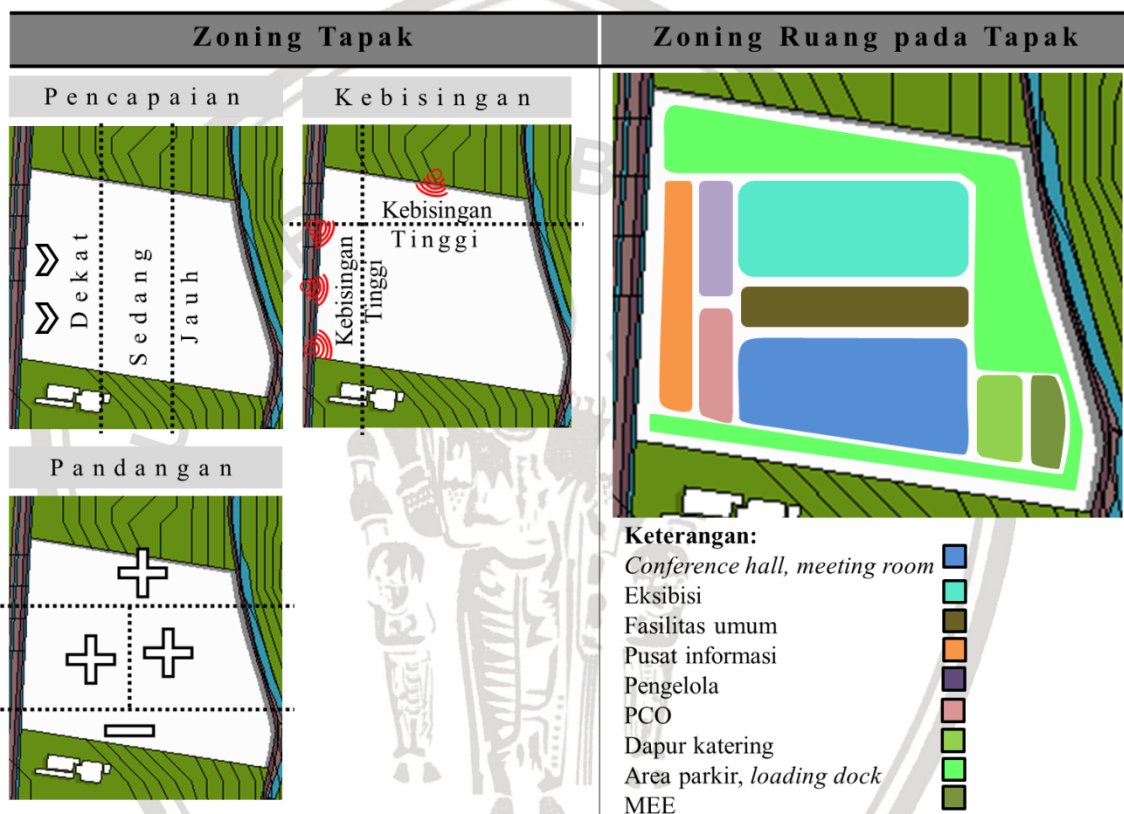 Zoning Tapak
Zoning Ruang pada Tapak
Pencapaian
Kebisingan
Dekat
Sedang
Jauh
Kebisingan
Tinggi
Kebisingan
Tinggi
Pandangan
Keterangan:
Conference hall, meeting room
Eksibisi
Fasilitas umum
Pusat informasi
Pengelola
PCO
Dapur katering
Area parkir, loading dock
MEE